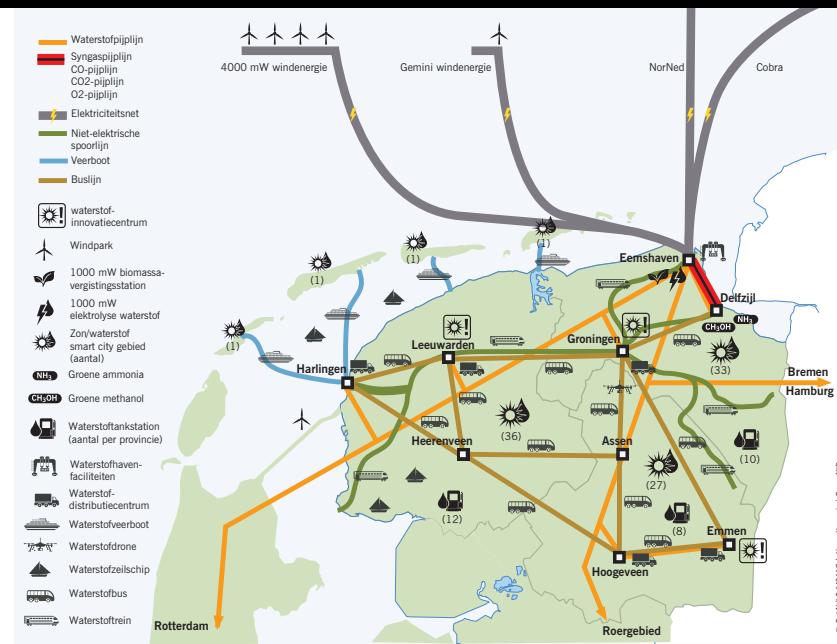 Waterstofpijplijn
Syngaspijplijn
CO-pijplijn
CO2-pijplijn
O2-pijplijn
Elektriciteitsnet
Niet-elektrische
spoorlijn
Veerboot
Buslijn
waterstof-
innovatiecentrum
Windpark
1000 mW biomassa-
vergistingsstation
1000 mW
elektrolyse waterstof
Zon/waterstof
smart city gebied
(aantal)
NH3 Groene ammonia
CH3OH Groene methanol
Waterstoftankstation
(aantal per provincie)
Waterstofhaven-
faciliteiten
Waterstof-
distributiecentrum
Waterstofveerboot
Waterstofdrone
Waterstofzeilschip
Waterstofbus
Waterstoftrein
4000 mW windenergie
Gemini windenergie
NorNed
Cobra
(1)
(1)
(1)
(1)
Eemshaven
Delfzijl
NH3
CH3OH
Groningen
Leeuwarden
Harlingen
(33)
Bremen
Hamburg
(36)
Heerenveen
Assen
(10)
(27)
(12)
(8)
Emmen
Hoogeveen
Rotterdam
Roergebied